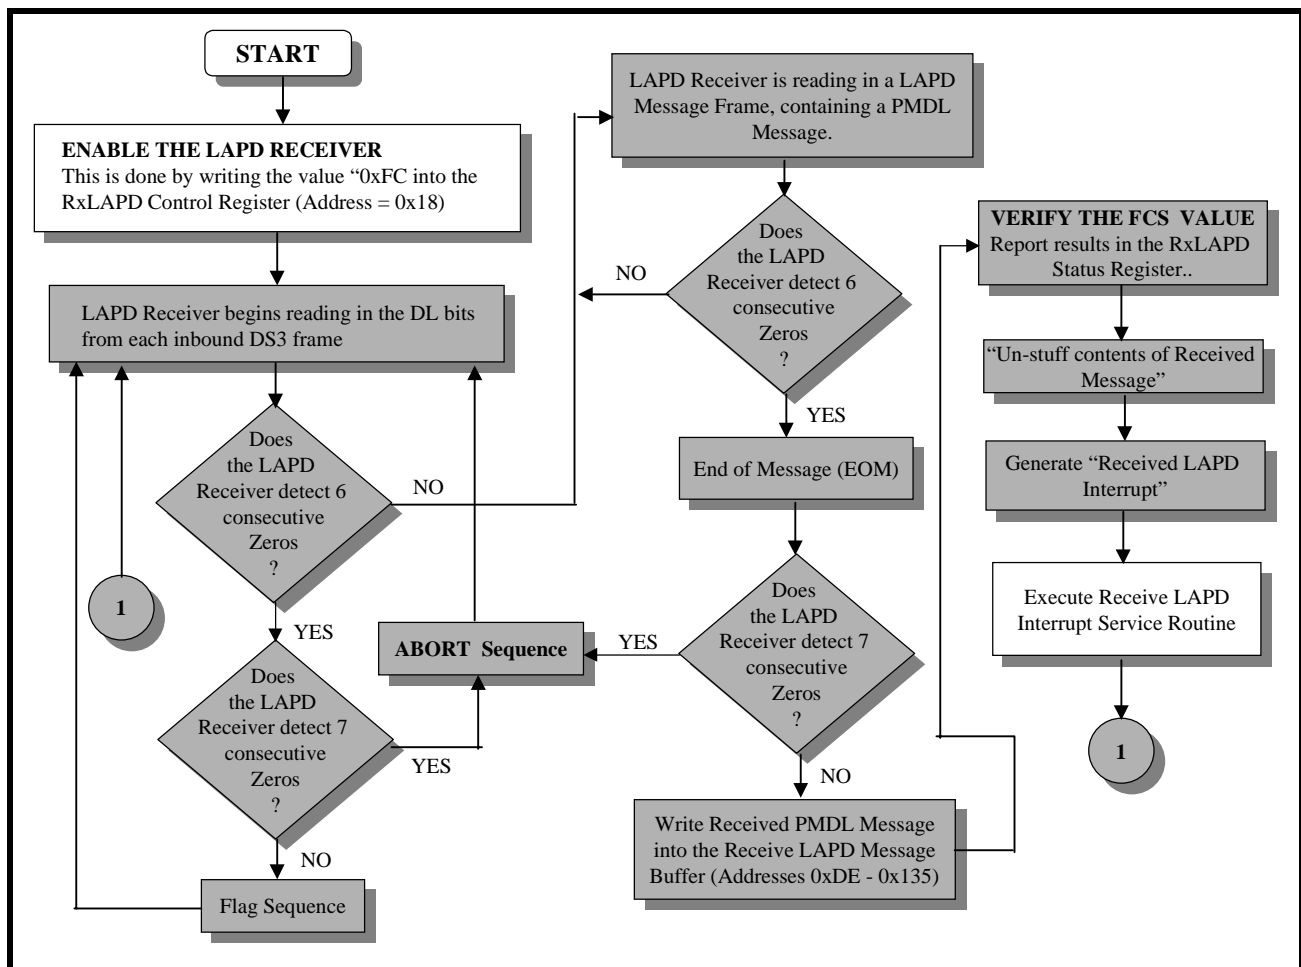 START
ENABLE THE LAPD RECEIVER
This is done by writing the value “0xFC into the
RxLAPD Control Register (Address = 0x18)
LAPD Receiver begins reading in the DL bits
from each inbound DS3 frame
Does
the LAPD
Receiver detect 6
consecutive
Zeros
?
NO
YES
1
Does
the LAPD
Receiver detect 7
consecutive
Zeros
?
YES
NO
Flag Sequence
ABORT Sequence
LAPD Receiver is reading in a LAPD
Message Frame, containing a PMDL
Message.
Does
the LAPD
Receiver detect 6
consecutive
Zeros
?
NO
YES
End of Message (EOM)
Does
the LAPD
Receiver detect 7
consecutive
Zeros
?
YES
NO
Write Received PMDL Message
into the Receive LAPD Message
Buffer (Addresses 0xDE - 0x135)
VERIFY THE FCS VALUE
Report results in the RxLAPD
Status Register..
“Un-stuff contents of Received
Message”
Generate “Received LAPD
Interrupt”
Execute Receive LAPD
Interrupt Service Routine
1